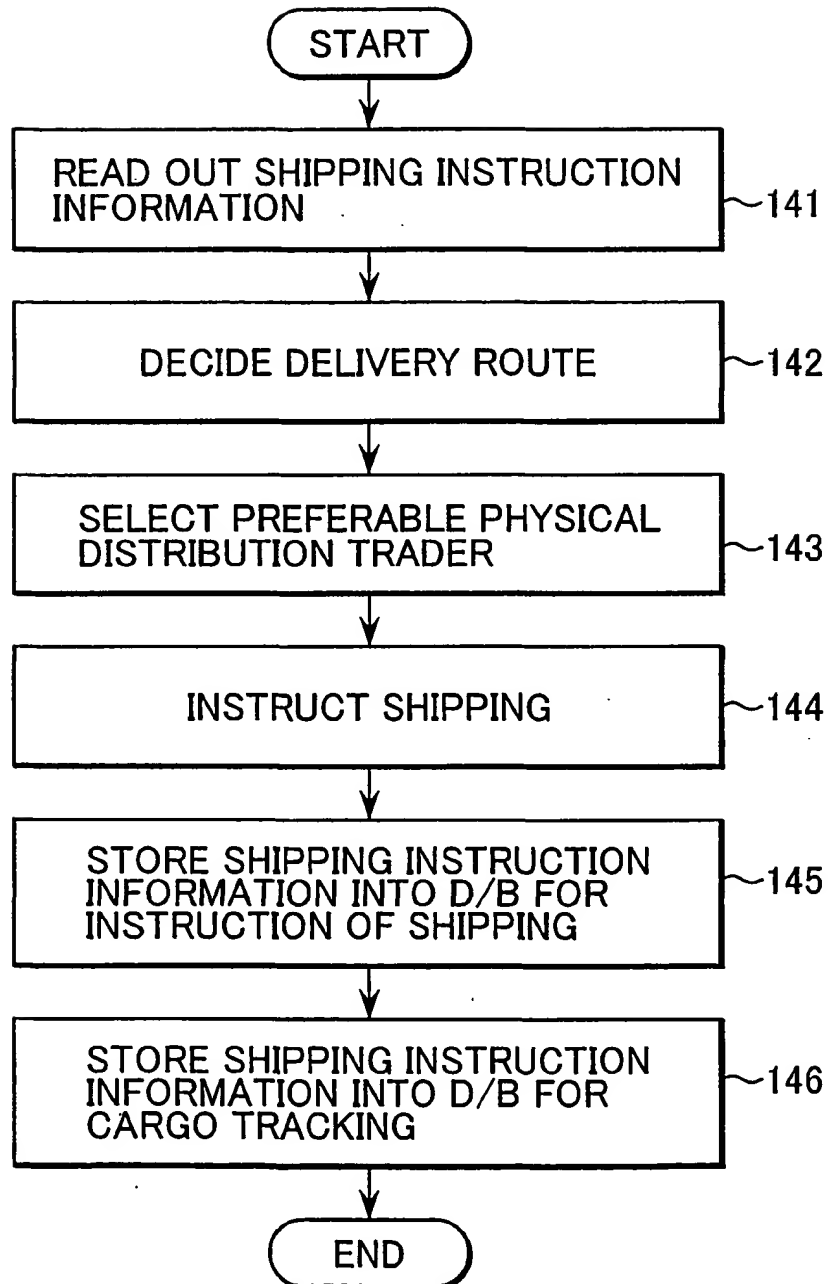 START
READ OUT SHIPPING INSTRUCTION
INFORMATION
141
DECIDE DELIVERY ROUTE
142
SELECT PREFERABLE PHYSICAL
DISTRIBUTION TRADER
143
INSTRUCT SHIPPING
144
STORE SHIPPING INSTRUCTION
INFORMATION INTO D/B FOR
INSTRUCTION OF SHIPPING
145
STORE SHIPPING INSTRUCTION
INFORMATION INTO D/B FOR
CARGO TRACKING
146
END